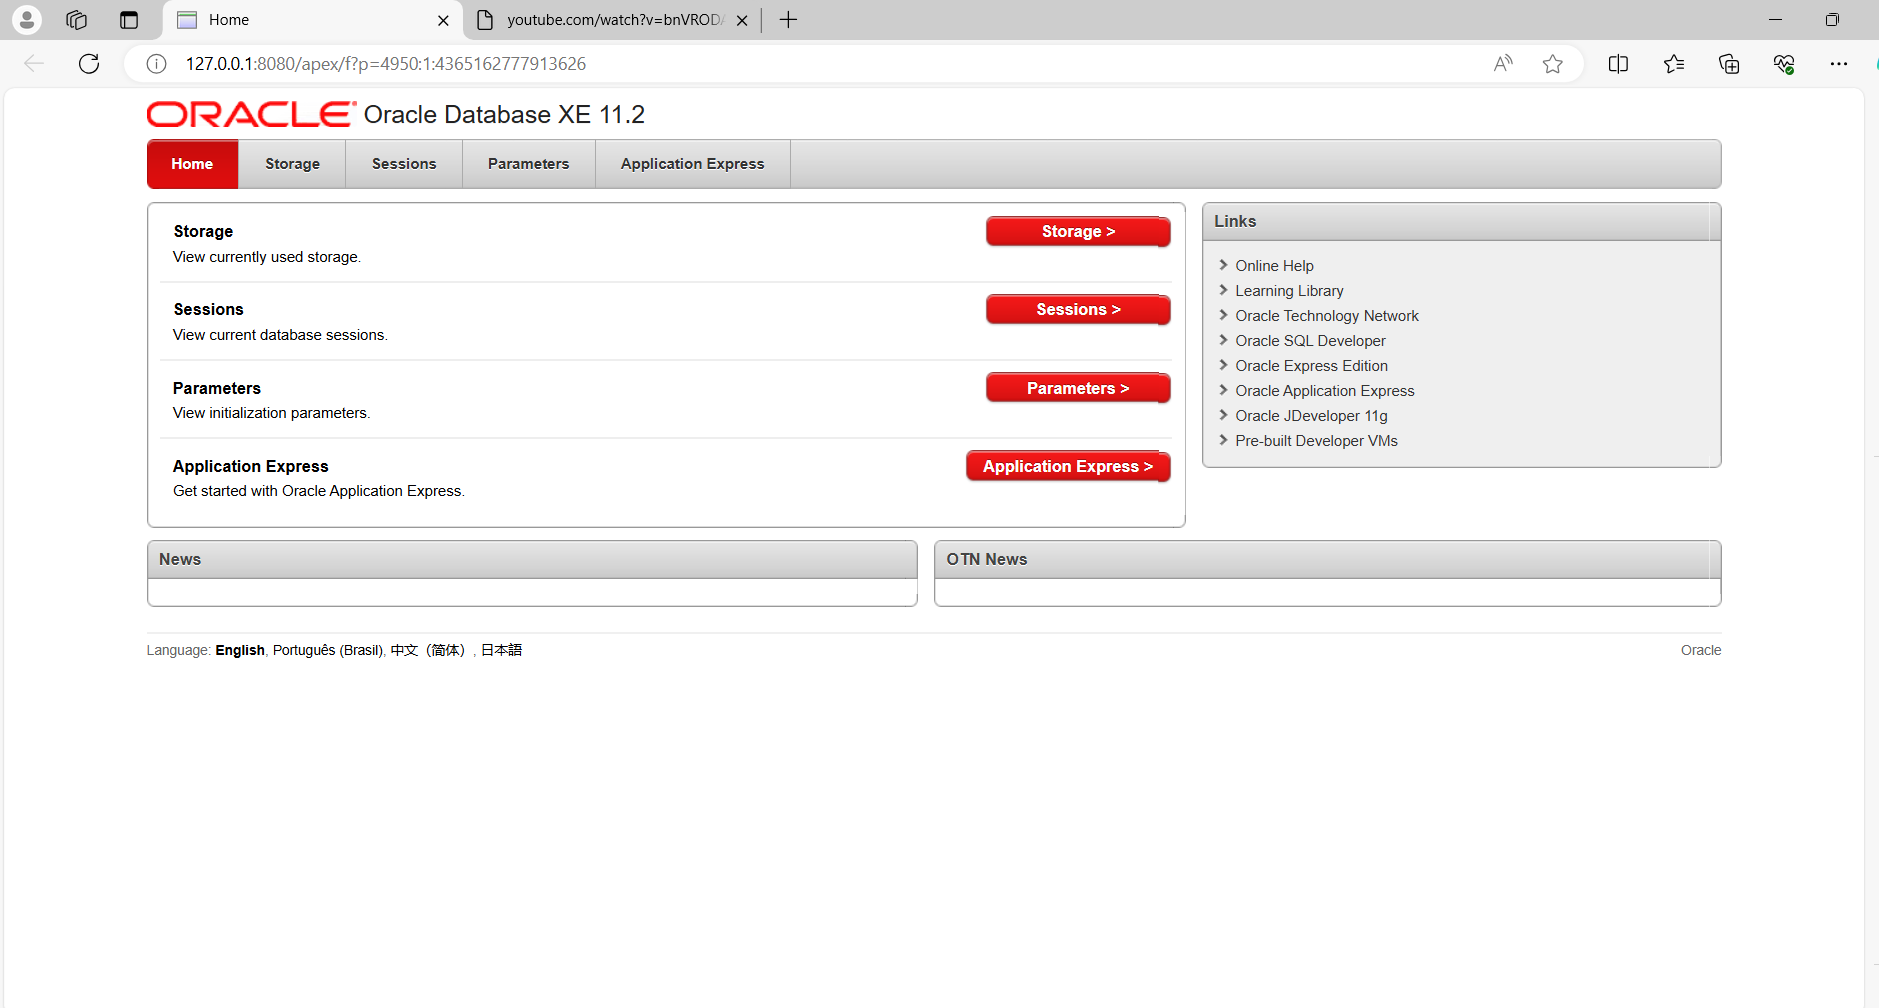 Home
youtube.com/watch?v=bnVROD
127.0.0.1:8080/apex/f?p=4950:1:4365162777913626
ORACLE Oracle Database XE 11.2
Home Storage Sessions Parameters Application Express
Storage
View currently used storage.
Storage >
Sessions
View current database sessions.
Sessions >
Parameters
View initialization parameters.
Parameters >
Application Express
Get started with Oracle Application Express.
Application Express >
Links
Online Help
Learning Library
Oracle Technology Network
Oracle SQL Developer
Oracle Express Edition
Oracle Application Express
Oracle JDeveloper 11g
Pre-built Developer VMs
News
OTN News
Language: English, Português (Brasil), 中文（简体）, 日本語
Oracle